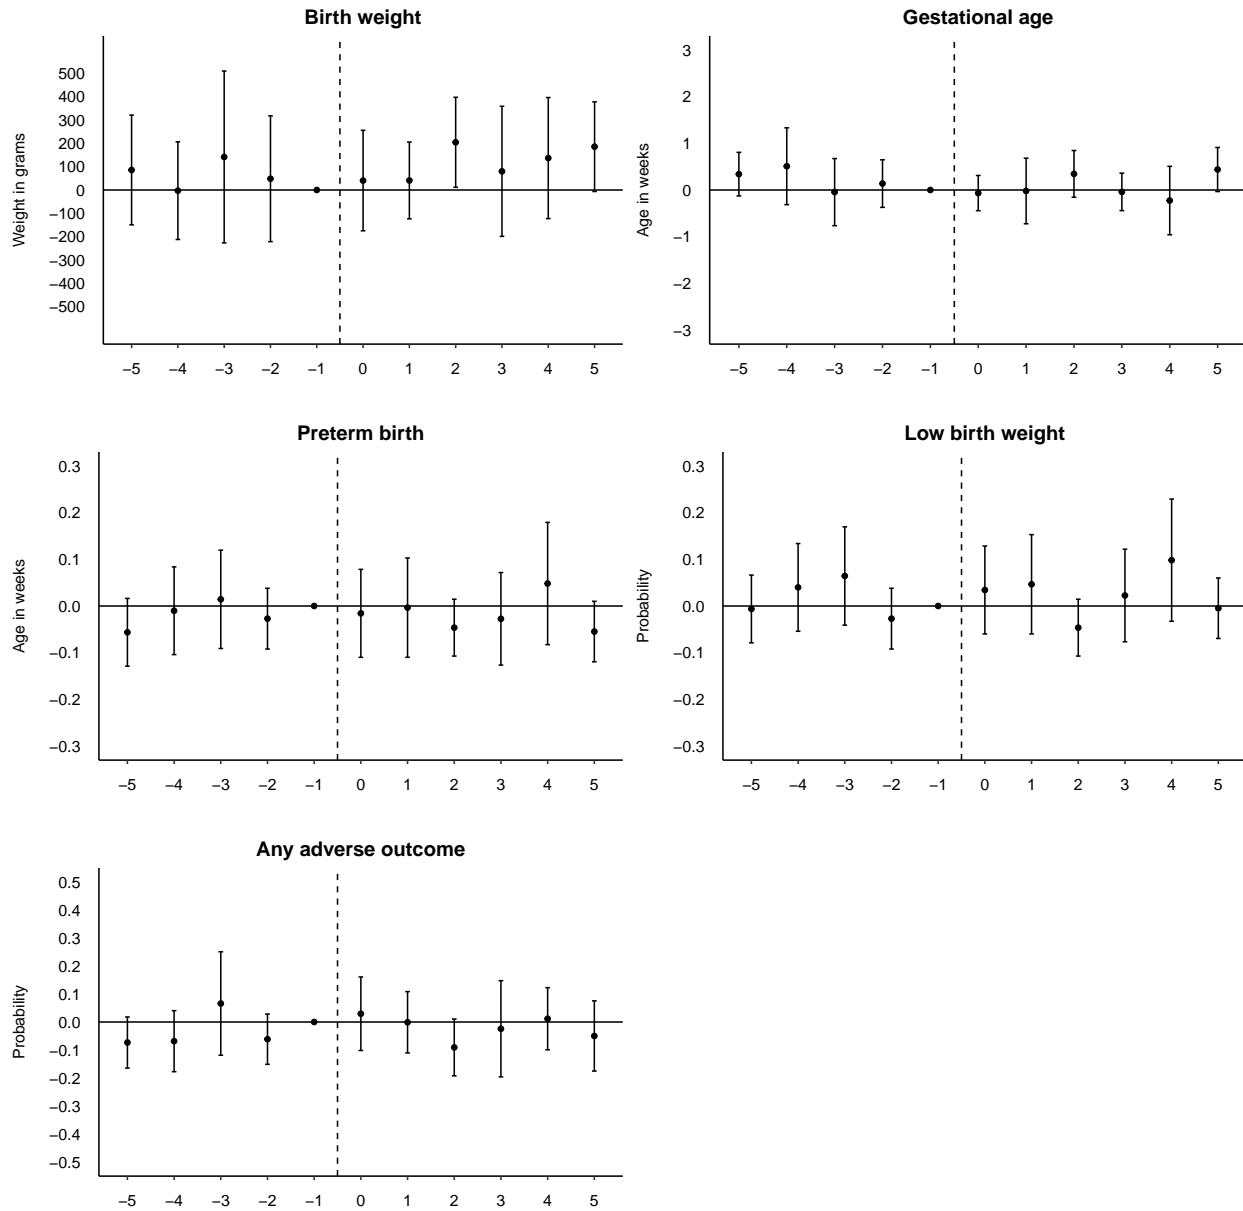 Birth weight
Weight in grams
500
400
300
200
100
0
−100
−200
−300
−400
−500
−5 −4 −3 −2 −1 0 1 2 3 4 5
Gestational age
Age in weeks
3
2
1
0
−1
−2
−3
−5 −4 −3 −2 −1 0 1 2 3 4 5
Preterm birth
Age in weeks
0.3
0.2
0.1
0.0
−0.1
−0.2
−0.3
−5 −4 −3 −2 −1 0 1 2 3 4 5
Low birth weight
Probability
0.3
0.2
0.1
0.0
−0.1
−0.2
−0.3
−5 −4 −3 −2 −1 0 1 2 3 4 5
Any adverse outcome
Probability
0.5
0.4
0.3
0.2
0.1
0.0
−0.1
−0.2
−0.3
−0.4
−0.5
−5 −4 −3 −2 −1 0 1 2 3 4 5